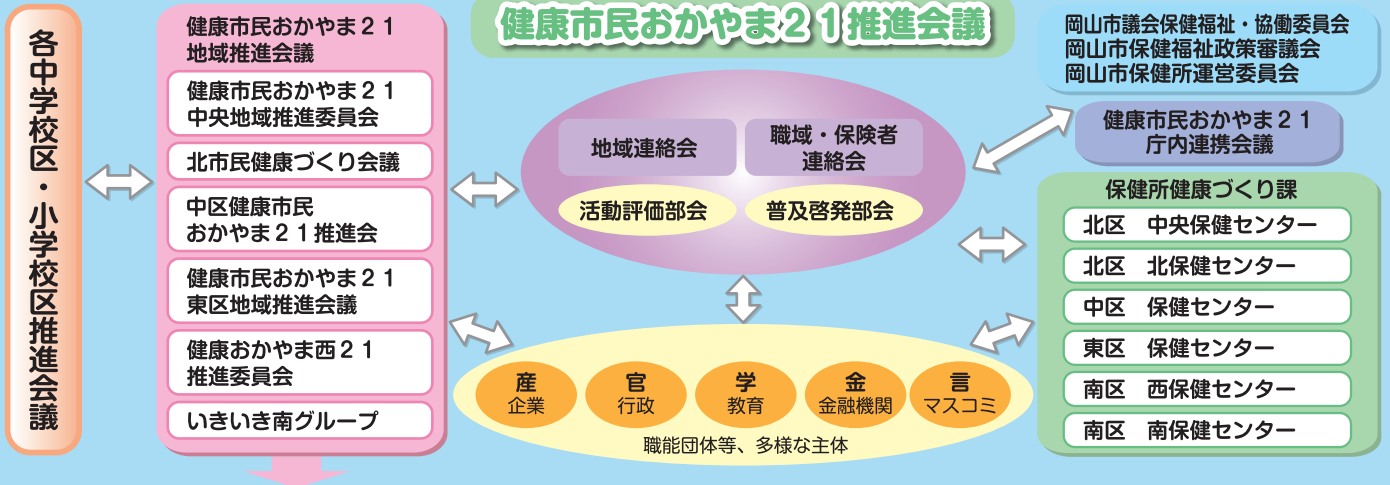 健康市民おかやま２１推進会議
各中学校区・小学校区推進会議
健康市民おかやま２１
地域推進会議
健康市民おかやま２１
中央地域推進委員会
北市民健康づくり会議
中区健康市民
おかやま２１推進会
健康市民おかやま２１
東区地域推進会議
健康おかやま西２１
推進委員会
いきいき南グループ
地域連絡会
職域・保険者
連絡会
活動評価部会
普及啓発部会
産
企業
官
行政
学
教育
金
金融機関
言
マスコミ
職能団体等、多様な主体
岡山市議会保健福祉・協働委員会
岡山市保健福祉政策審議会
岡山市保健所運営委員会
健康市民おかやま２１
庁内連携会議
保健所健康づくり課
北区　中央保健センター
北区　北保健センター
中区　保健センター
東区　保健センター
南区　西保健センター
南区　南保健センター